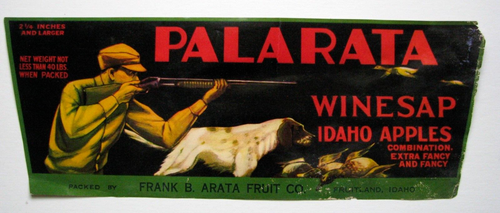 2¼ INCHES
AND LARGER
PALARATA
NET WEIGHT NOT
LESS THAN 40 LBS.
WHEN PACKED
WINESAP
IDAHO APPLES
COMBINATION,
EXTRA FANCY
AND FANCY
PACKED BY FRANK B. ARATA FRUIT CO. FRUITLAND, IDAHO